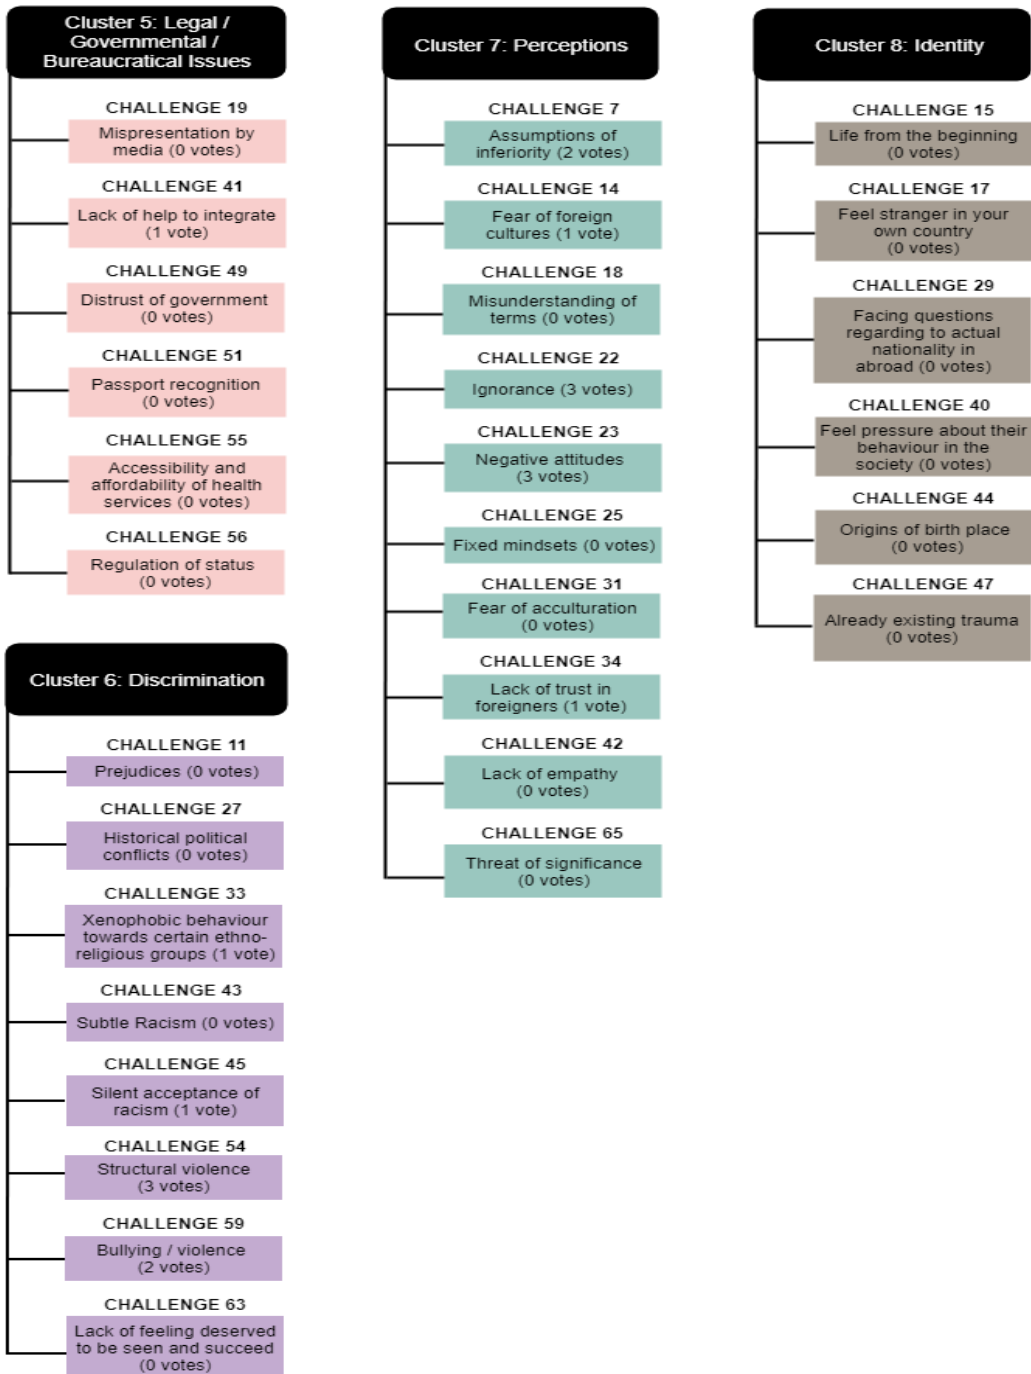 Cluster 5: Legal /
Governmental /
Bureaucratical Issues
CHALLENGE 19
Mispresentation by
media (0 votes)
CHALLENGE 41
Lack of help to integrate
(1 vote)
CHALLENGE 49
Distrust of government
(0 votes)
CHALLENGE 51
Passport recognition
(0 votes)
CHALLENGE 55
Accessibility and
affordability of health
services (0 votes)
CHALLENGE 56
Regulation of status
(0 votes)
Cluster 6: Discrimination
CHALLENGE 11
Prejudices (0 votes)
CHALLENGE 27
Historical political
conflicts (0 votes)
CHALLENGE 33
Xenophobic behaviour
towards certain ethno-
religious groups (1 vote)
CHALLENGE 43
Subtle Racism (0 votes)
CHALLENGE 45
Silent acceptance of
racism (1 vote)
CHALLENGE 54
Structural violence
(3 votes)
CHALLENGE 59
Bullying / violence
(2 votes)
CHALLENGE 63
Lack of feeling deserved
to be seen and succeed
(0 votes)
Cluster 7: Perceptions
CHALLENGE 7
Assumptions of
inferiority (2 votes)
CHALLENGE 14
Fear of foreign
cultures (1 vote)
CHALLENGE 18
Misunderstanding of
terms (0 votes)
CHALLENGE 22
Ignorance (3 votes)
CHALLENGE 23
Negative attitudes
(3 votes)
CHALLENGE 25
Fixed mindsets (0 votes)
CHALLENGE 31
Fear of acculturation
(0 votes)
CHALLENGE 34
Lack of trust in
foreigners (1 vote)
CHALLENGE 42
Lack of empathy
(0 votes)
CHALLENGE 65
Threat of significance
(0 votes)
Cluster 8: Identity
CHALLENGE 15
Life from the beginning
(0 votes)
CHALLENGE 17
Feel stranger in your
own country
(0 votes)
CHALLENGE 29
Facing questions
regarding to actual
nationality in
abroad (0 votes)
CHALLENGE 40
Feel pressure about their
behaviour in the
society (0 votes)
CHALLENGE 44
Origins of birth place
(0 votes)
CHALLENGE 47
Already existing trauma
(0 votes)